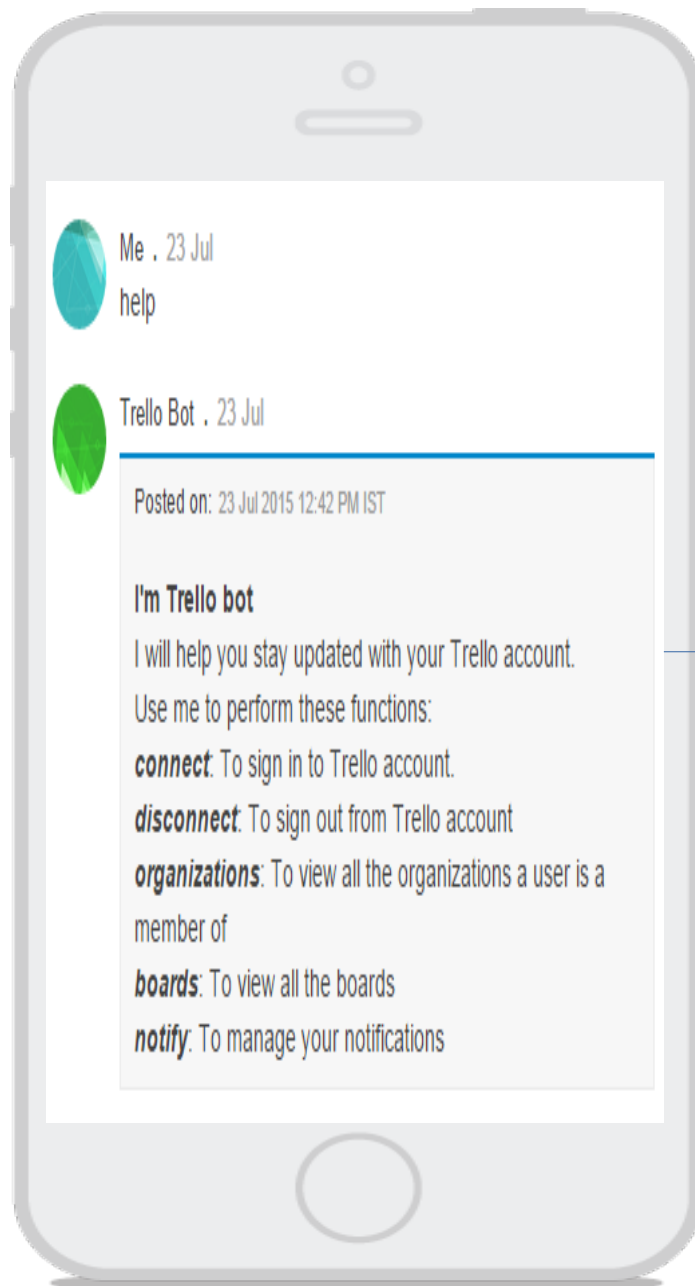 Me . 23 Jul
help
Trello Bot . 23 Jul
Posted on: 23 Jul 2015 12:42 PM IST
I'm Trello bot
I will help you stay updated with your Trello account.
Use me to perform these functions:
connect: To sign in to Trello account.
disconnect: To sign out from Trello account
organizations: To view all the organizations a user is a
member of
boards: To view all the boards
notify: To manage your notifications